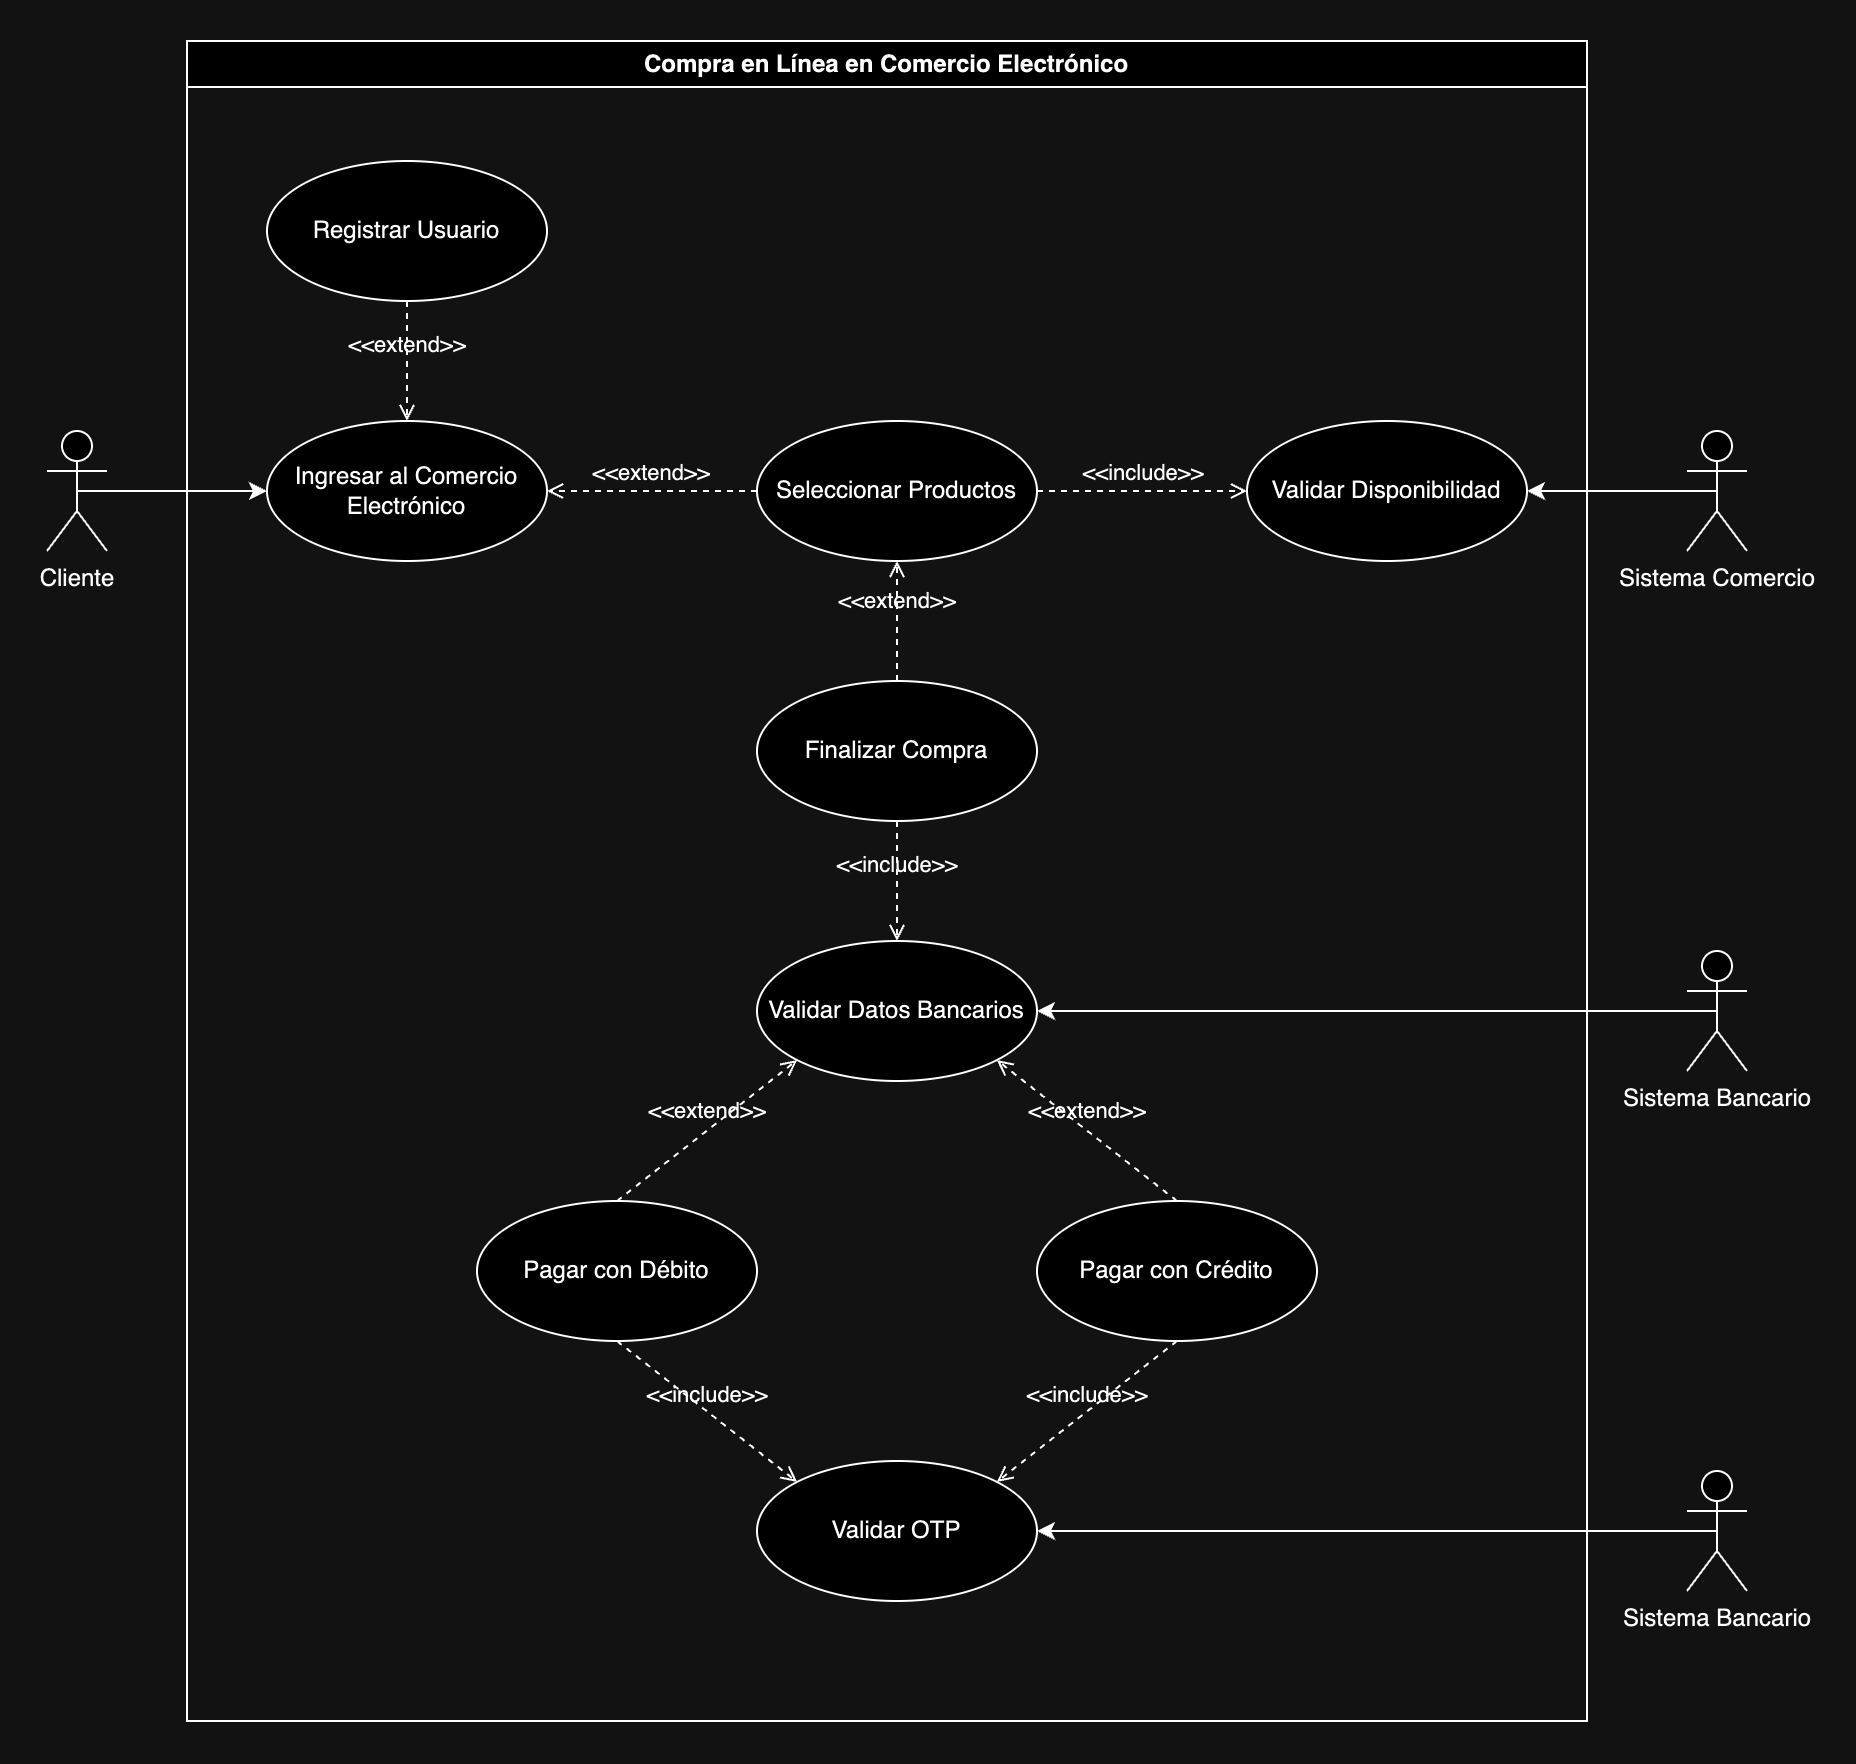 Compra en Línea en Comercio Electrónico
Registrar Usuario
<<extend>>
Ingresar al Comercio
Electrónico
<<extend>>
Seleccionar Productos
<<include>>
Validar Disponibilidad
Cliente
Sistema Comercio
<<extend>>
Finalizar Compra
<<include>>
Validar Datos Bancarios
Sistema Bancario
<<extend>>
<<extend>>
Pagar con Débito
Pagar con Crédito
<<include>>
<<include>>
Validar OTP
Sistema Bancario